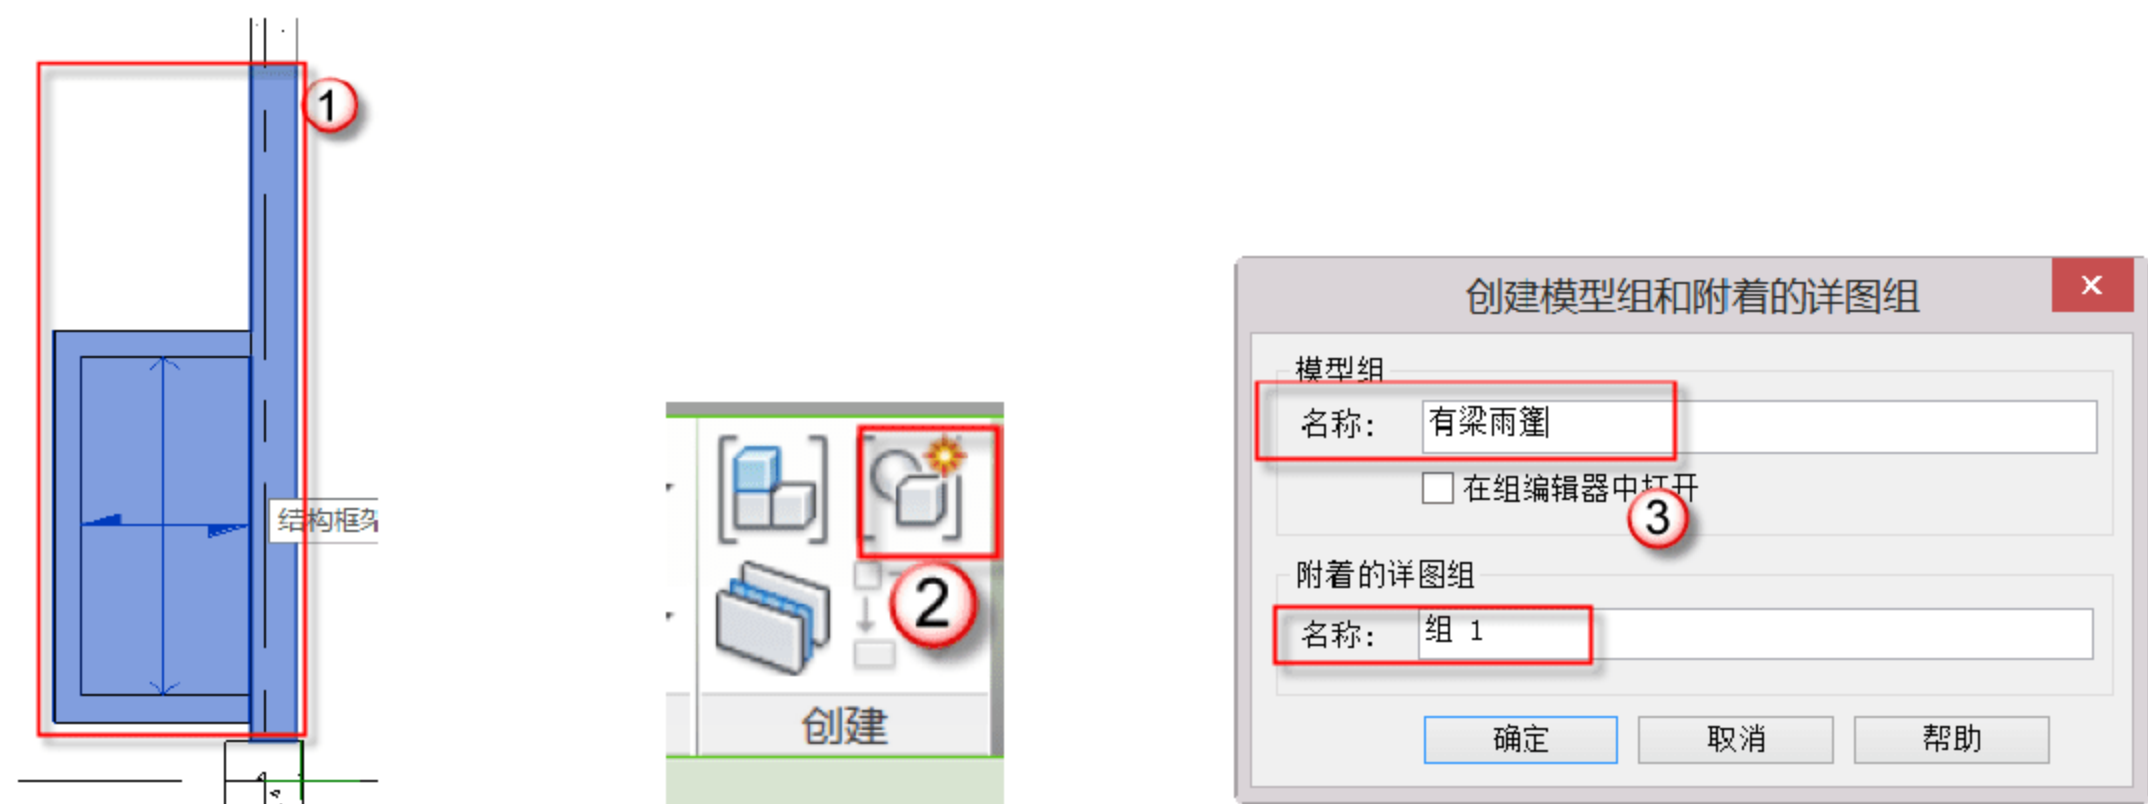 1
结构框架
2
创建
创建模型组和附着的详图组
模型组
名称: 有梁雨篷
在组编辑器中打开
3
附着的详图组
名称: 组 1
确定 取消 帮助